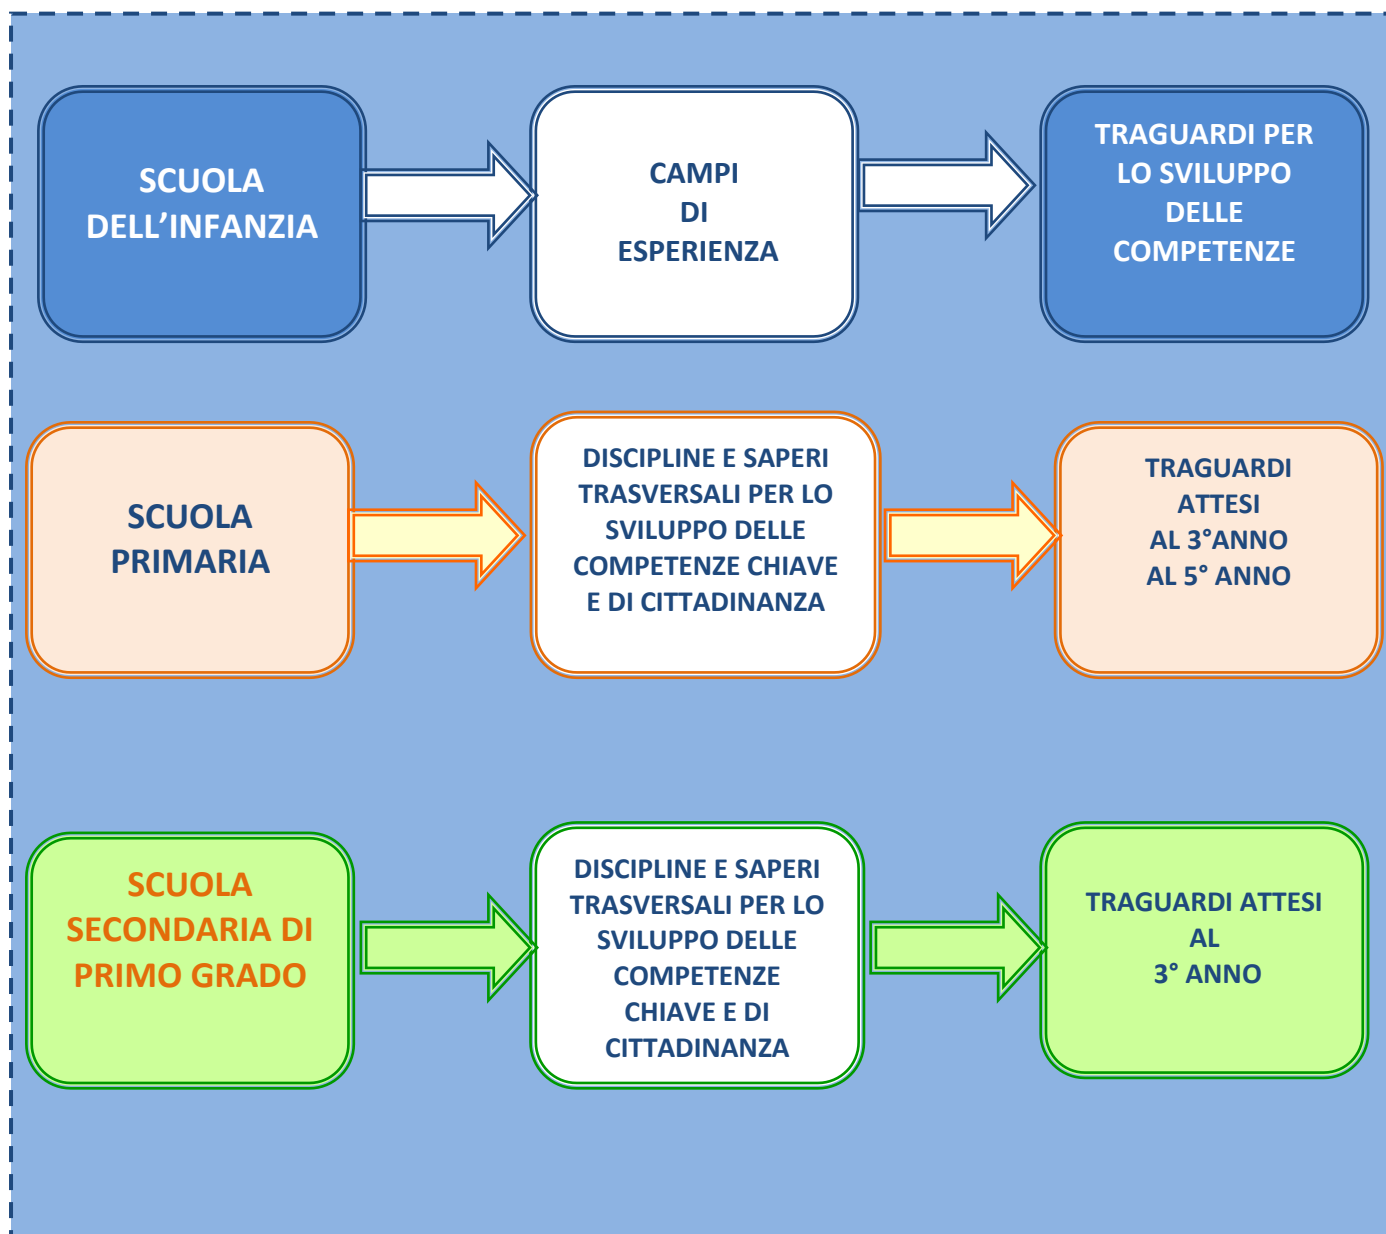 SCUOLA
DELL’INFANZIA
CAMPI
DI
ESPERIENZA
TRAGUARDI PER
LO SVILUPPO
DELLE
COMPETENZE
SCUOLA
PRIMARIA
DISCIPLINE E SAPERI
TRASVERSALI PER LO
SVILUPPO DELLE
COMPETENZE CHIAVE
E DI CITTADINANZA
TRAGUARDI
ATTESI
AL 3°ANNO
AL 5° ANNO
SCUOLA
SECONDARIA DI
PRIMO GRADO
DISCIPLINE E SAPERI
TRASVERSALI PER LO
SVILUPPO DELLE
COMPETENZE
CHIAVE E DI
CITTADINANZA
TRAGUARDI ATTESI
AL
3° ANNO